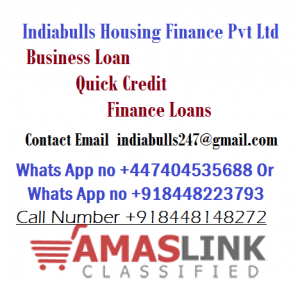 Indiabulls Housing Finance Pvt Ltd
Business Loan
Quick Credit
Finance Loans
Contact Email indiabulls247@gmail.com
Whats App no +447404535688 Or
Whats App no +918448223793
Call Number +918448148272
AMASLINK
CLASSIFIED